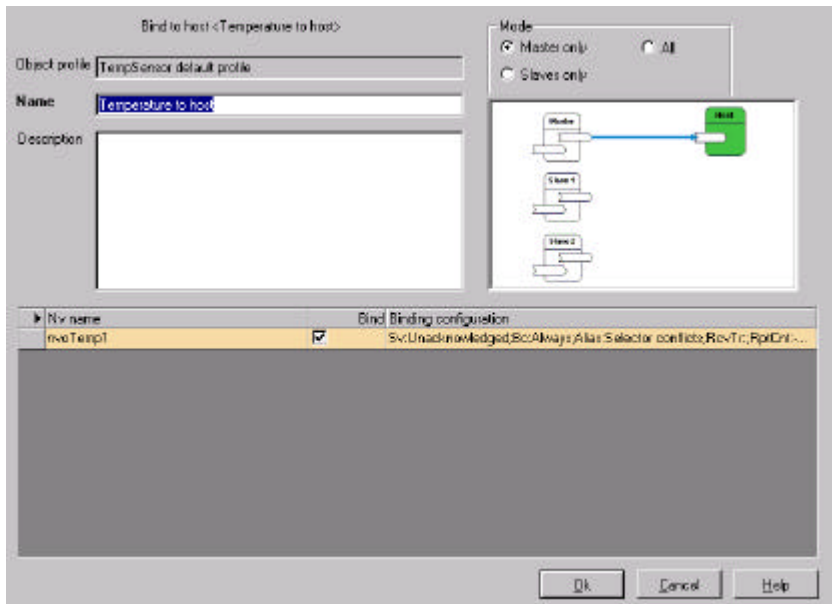 Bind to host <Temperature to host>
Mode
Master only
All
Slaves only
Object profile
TempSensor default profile
Name
Temperature to host
Description
Master
Host
Slave 1
Slave 2
Nv name
Bind
Binding configuration
nvoTemp1
Sv:Unacknowledged;Bc:Always;Alias:Selector conflicts;RcvTr:;RptCnt:-...
Ok
Cancel
Help